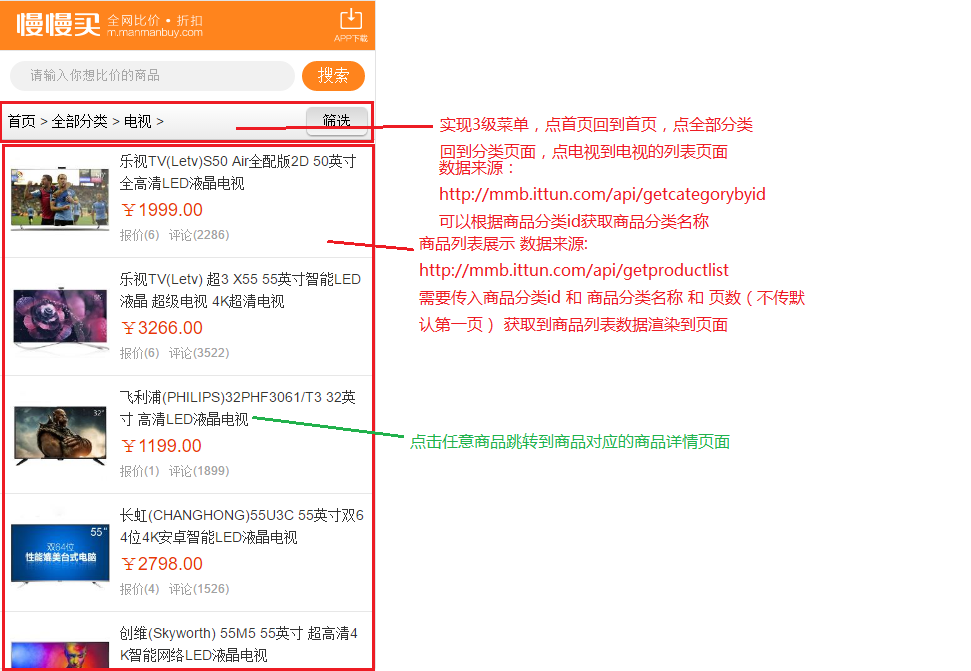 慢慢买 全网比价 • 折扣
m.manmanbuy.com
APP下载
请输入你想比价的商品
搜索
首页 > 全部分类 > 电视 >
筛选
乐视TV(Letv)S50 Air全配版2D 50英寸
全高清LED液晶电视
￥1999.00
报价(6) 评论(2286)
乐视TV(Letv) 超3 X55 55英寸智能LED
液晶 超级电视 4K超清电视
￥3266.00
报价(6) 评论(3522)
32"
飞利浦(PHILIPS)32PHF3061/T3 32英
寸 高清LED液晶电视
￥1199.00
报价(1) 评论(1899)
55"
双64位
性能媲美台式电脑
长虹(CHANGHONG)55U3C 55英寸双6
4位4K安卓智能LED液晶电视
￥2798.00
报价(4) 评论(1526)
创维(Skyworth) 55M5 55英寸 超高清4
K智能网络LED液晶电视
实现3级菜单，点首页回到首页，点全部分类
回到分类页面，点电视到电视的列表页面
数据来源：
http://mmb.ittun.com/api/getcategorybyid
可以根据商品分类id获取商品分类名称
商品列表展示 数据来源:
http://mmb.ittun.com/api/getproductlist
需要传入商品分类id 和 商品分类名称 和 页数 ( 不传默
认第一页 ) 获取到商品列表数据渲染到页面
点击任意商品跳转到商品对应的商品详情页面